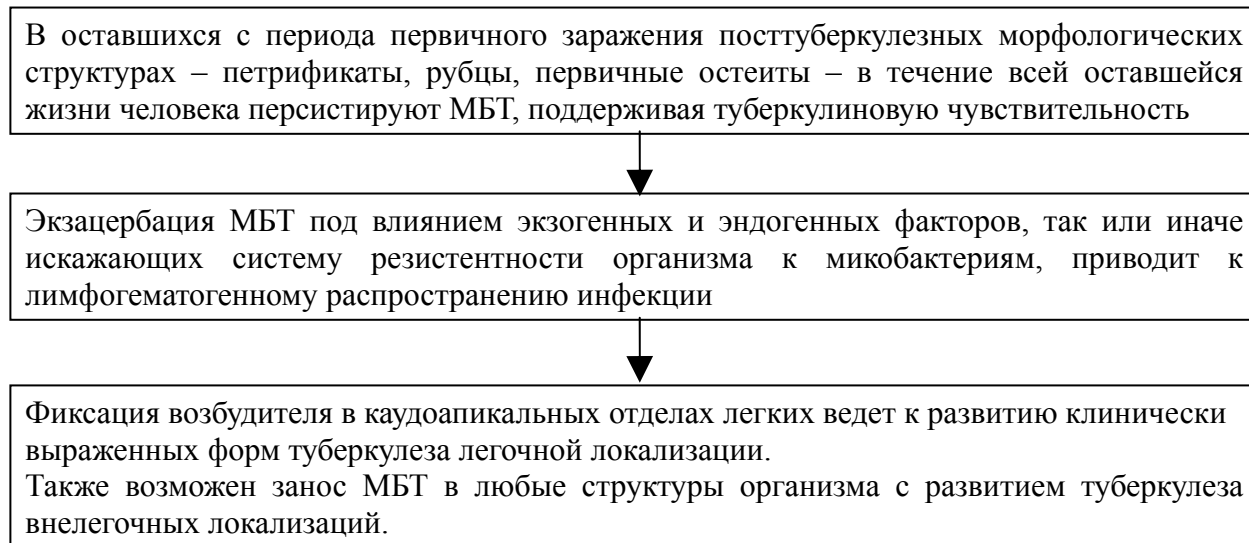 В оставшихся с периода первичного заражения посттуберкулезных морфологических
структурах – петрификаты, рубцы, первичные остеиты – в течение всей оставшейся
жизни человека персистируют МБТ, поддерживая туберкулиновую чувствительность
Экзацербация МБТ под влиянием экзогенных и эндогенных факторов, так или иначе
искажающих систему резистентности организма к микобактериям, приводит к
лимфогематогенному распространению инфекции
Фиксация возбудителя в каудоапикальных отделах легких ведет к развитию клинически
выраженных форм туберкулеза легочной локализации.
Также возможен занос МБТ в любые структуры организма с развитием туберкулеза
внелегочных локализаций.